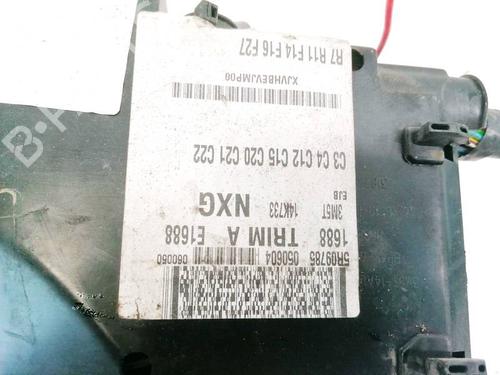 5R09785 050604 060050
1688 TRIM A E1688
3M5T 14K733 NXG
EJB
C3 C4 C12 C15 C20 C21 C22
XJVHBEVJMP00
R7 R11 F14 F16 F27